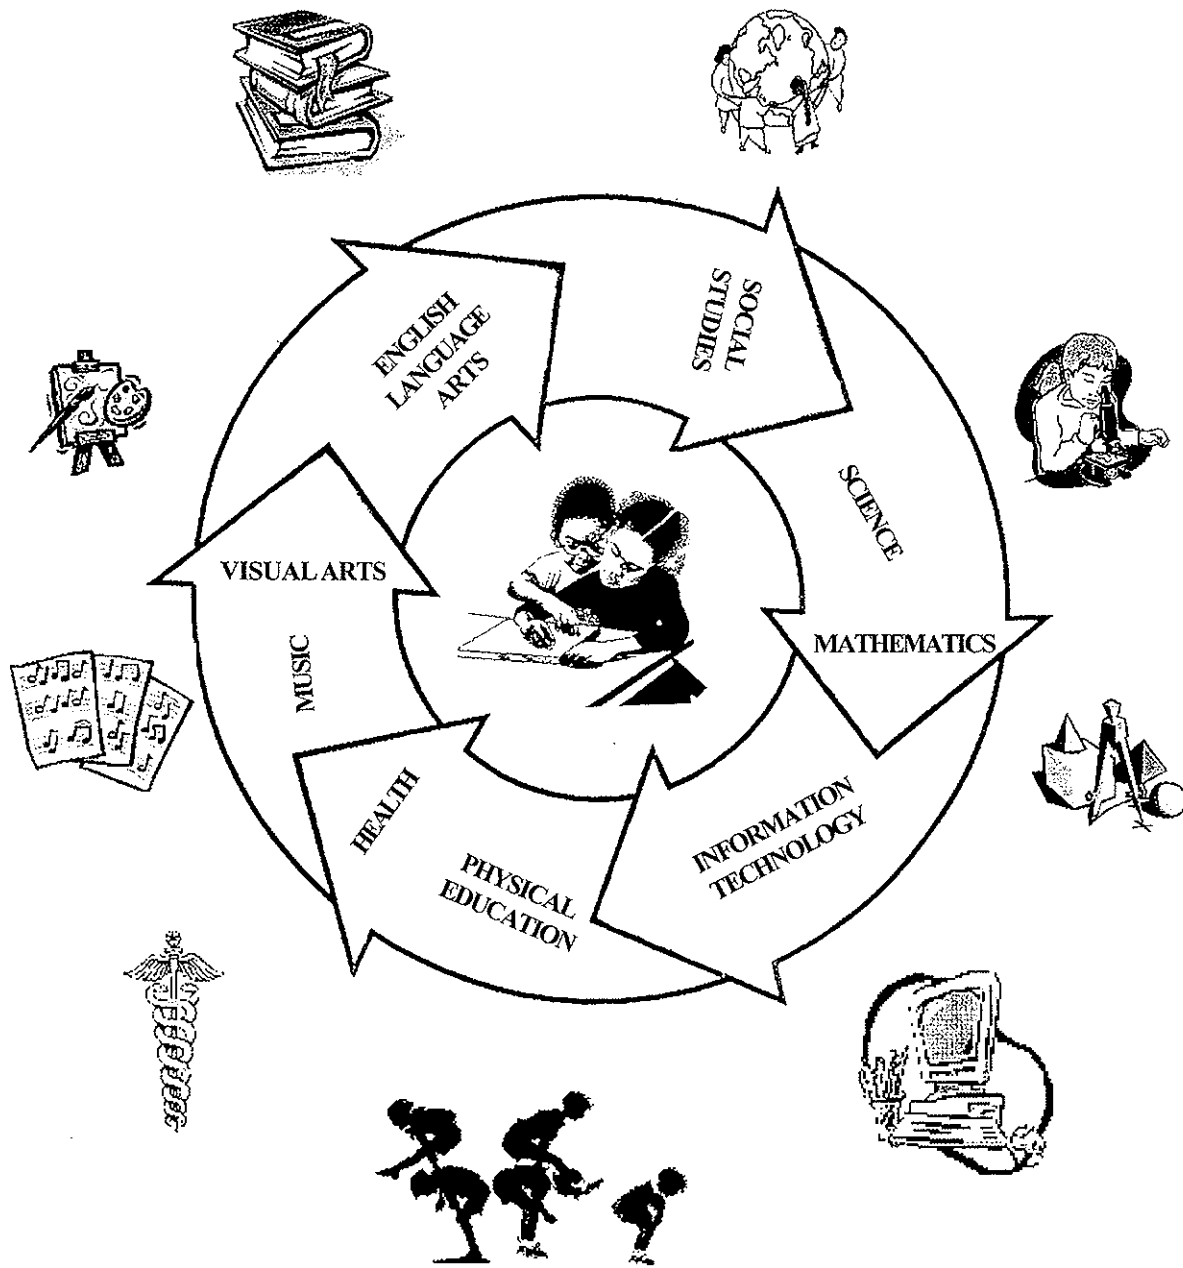 ENGLISH
LANGUAGE
ARTS
SOCIAL
STUDIES
SCIENCE
MATHEMATICS
INFORMATION
TECHNOLOGY
PHYSICAL
EDUCATION
HEALTH
MUSIC
VISUAL ARTS